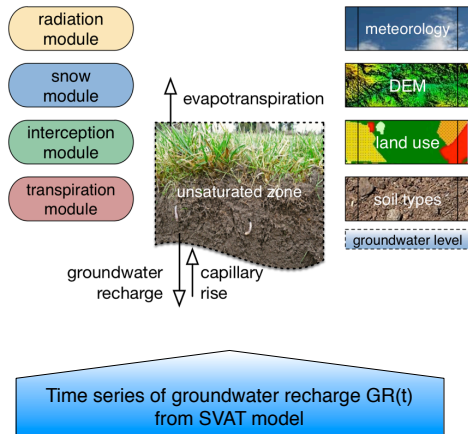 radiation
module
snow
module
interception
module
transpiration
module
evapotranspiration
unsaturated zone
groundwater
recharge
capillary
rise
meteorology
DEM
land use
soil types
groundwater level
Time series of groundwater recharge GR(t)
from SVAT model